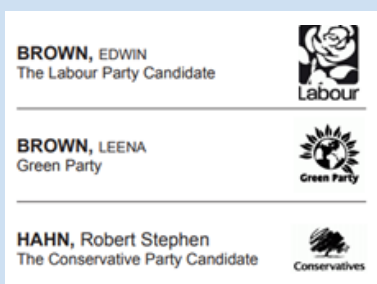 BROWN, EDWIN
The Labour Party Candidate
Labour
BROWN, LEENA
Green Party
Green Party
HAHN, Robert Stephen
The Conservative Party Candidate
Conservatives